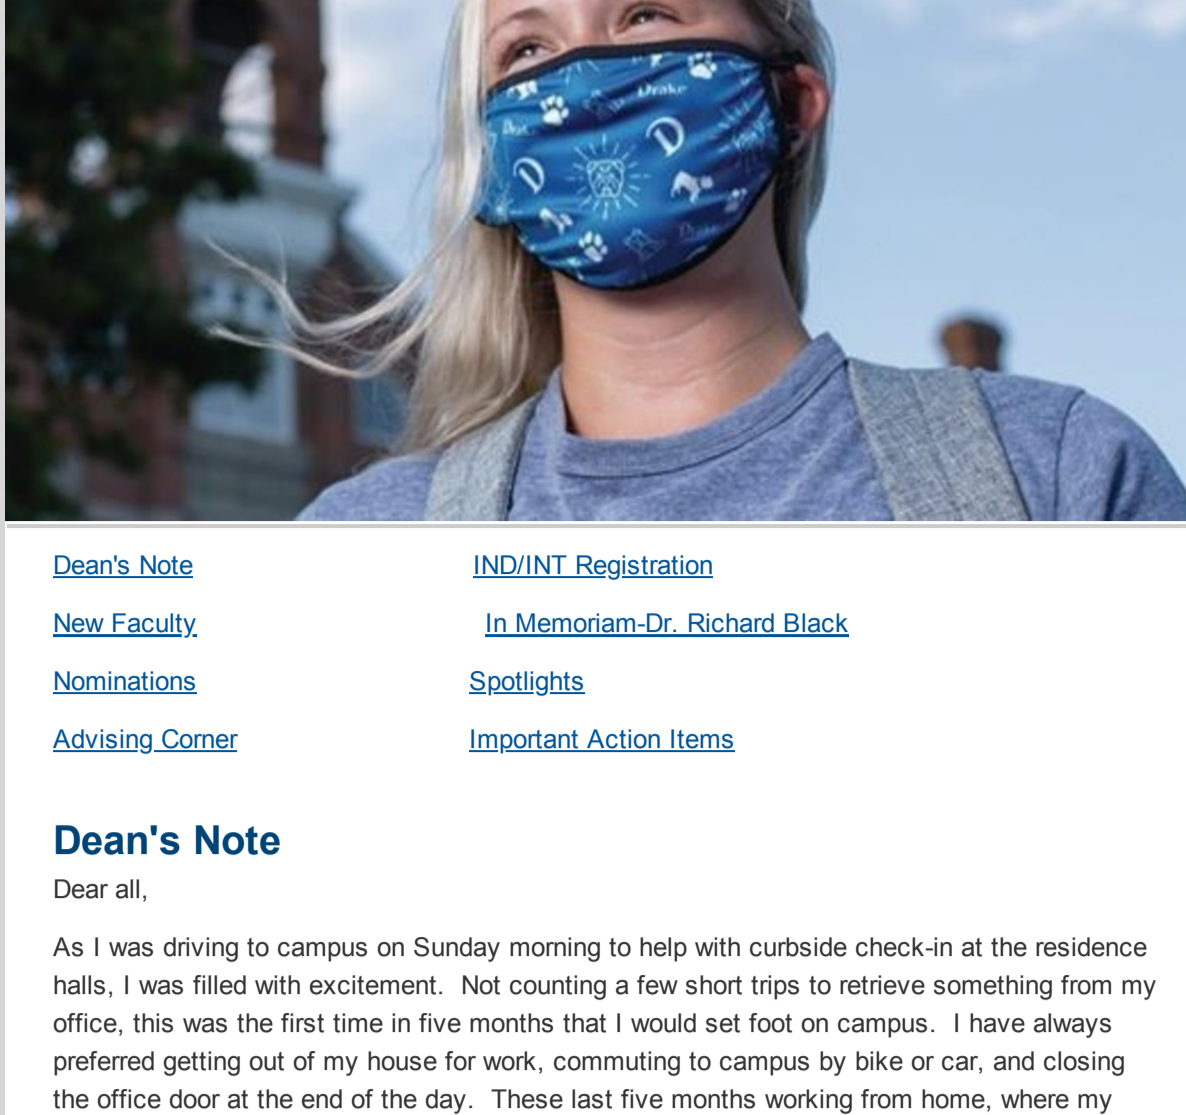 Drake
D
D
Dean's Note
IND/INT Registration
New Faculty
In Memoriam-Dr. Richard Black
Nominations
Spotlights
Advising Corner
Important Action Items
Dean's Note
Dear all,
As I was driving to campus on Sunday morning to help with curbside check-in at the residence
halls, I was filled with excitement.  Not counting a few short trips to retrieve something from my
office, this was the first time in five months that I would set foot on campus.  I have always
preferred getting out of my house for work, commuting to campus by bike or car, and closing
the office door at the end of the day.  These last five months working from home, where my